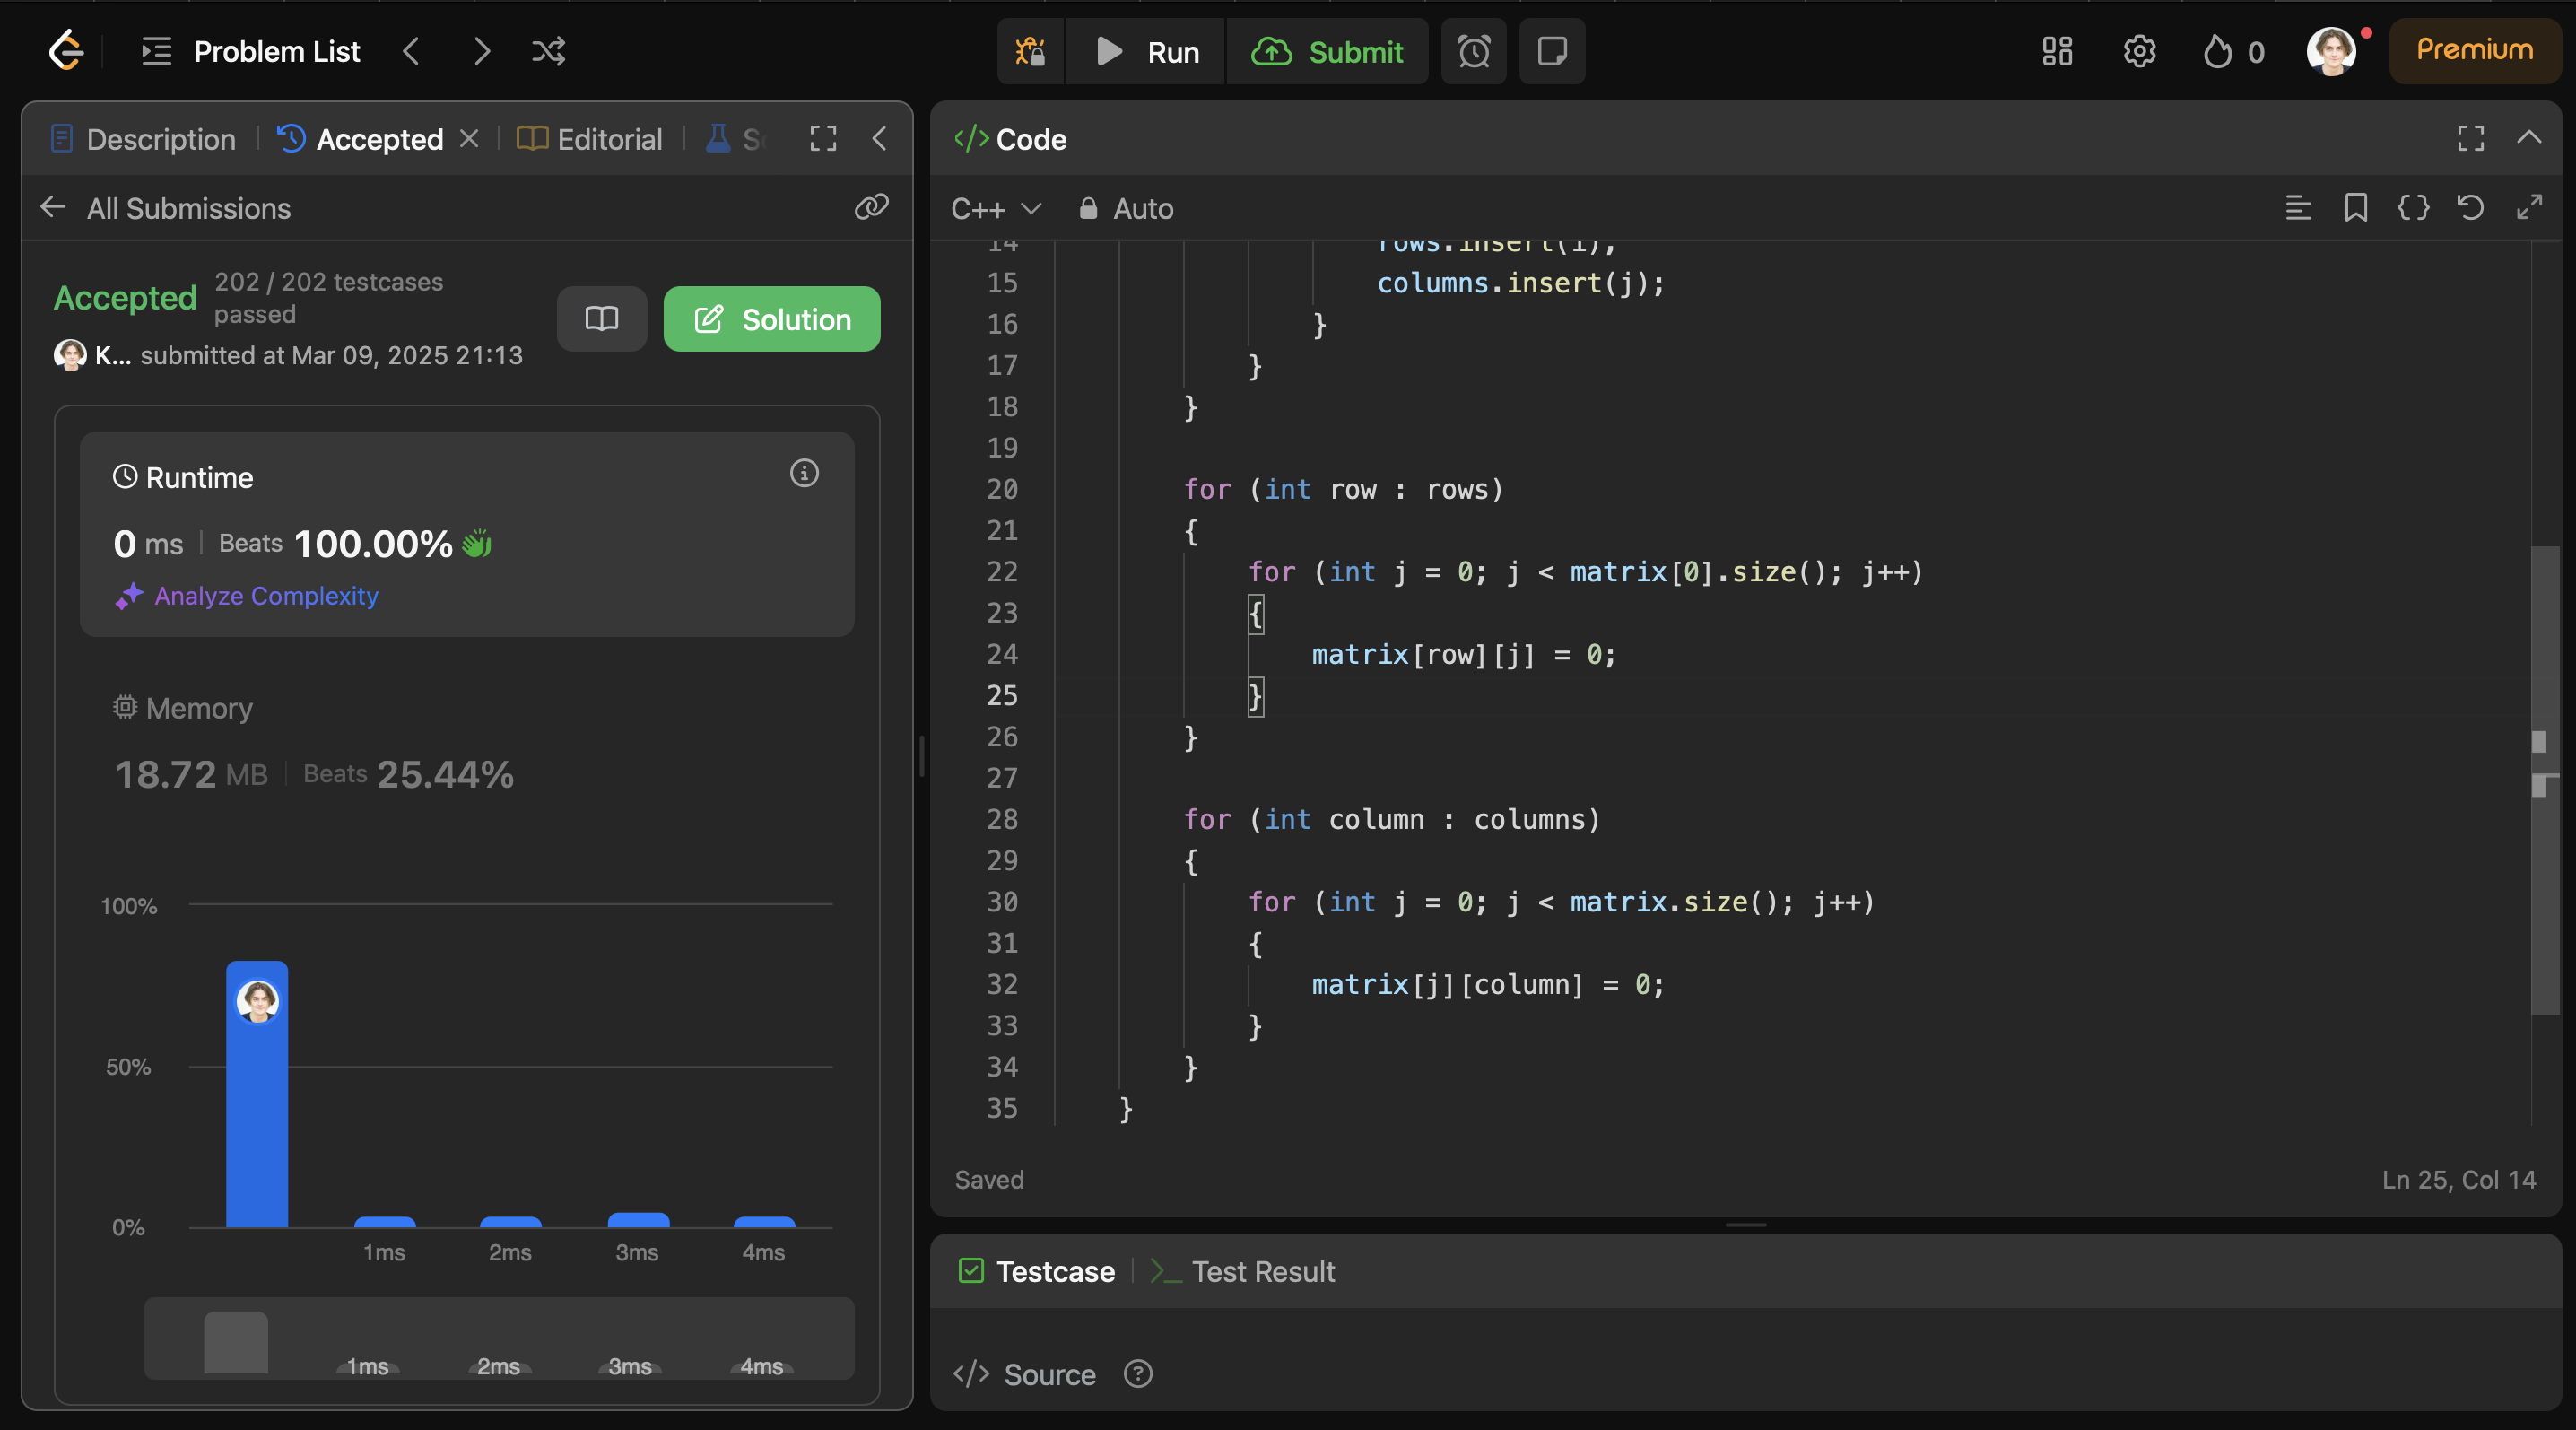 Problem List
Run
Submit
0
Premium
Description
Accepted
Editorial
All Submissions
Accepted
202 / 202 testcases passed
K... submitted at Mar 09, 2025 21:13
Solution
Runtime
0 ms
Beats 100.00%
Analyze Complexity
Memory
18.72 MB
Beats 25.44%
100%
50%
0%
1ms
2ms
3ms
4ms
1ms
2ms
3ms
4ms
Code
C++
Auto
14 rows.insert(i);
15 columns.insert(j);
16 }
17 }
18 }
19
20 for (int row : rows)
21 {
22 for (int j = 0; j < matrix[0].size(); j++)
23 {
24 matrix[row][j] = 0;
25 }
26 }
27
28 for (int column : columns)
29 {
30 for (int j = 0; j < matrix.size(); j++)
31 {
32 matrix[j][column] = 0;
33 }
34 }
35 }
Saved
Ln 25, Col 14
Testcase
Test Result
</> Source